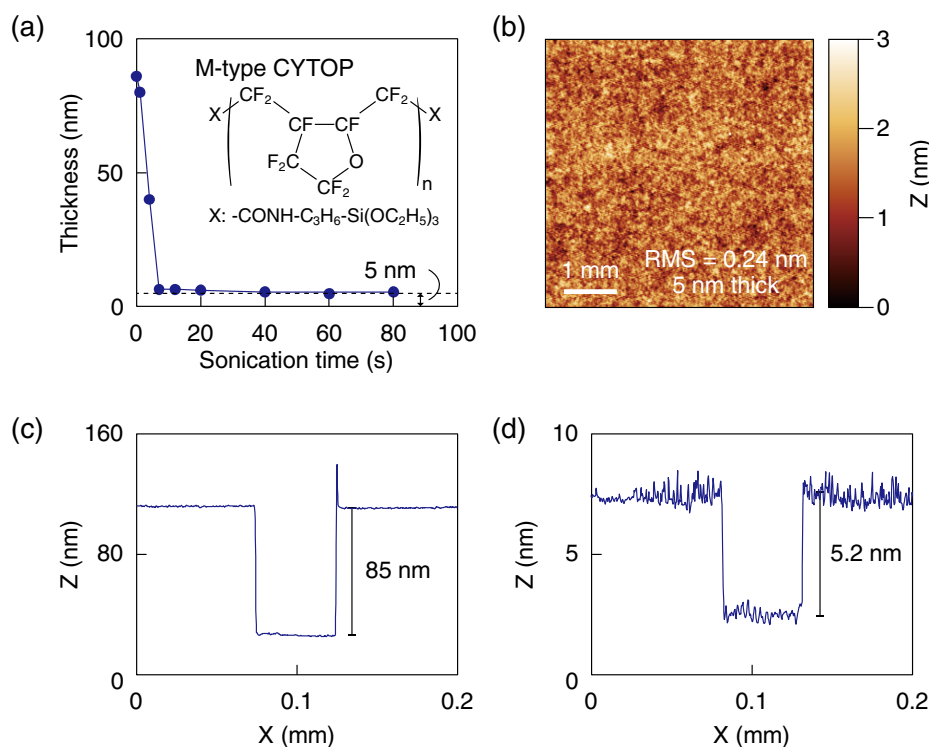 (a)
100
50
0
Thickness (nm)
M-type CYTOP
CF2 CF2
X X
CF CF
F2C O
CF2
n
X: -CONH-C3H6-Si(OC2H5)3
5 nm
0 20 40 60 80 100
Sonication time (s)
(b)
RMS = 0.24 nm
1 mm
5 nm thick
3
2
1
0
Z (nm)
(c)
160
80
0
Z (nm)
85 nm
0 0.1 0.2
X (mm)
(d)
10
5
0
Z (nm)
5.2 nm
0 0.1 0.2
X (mm)